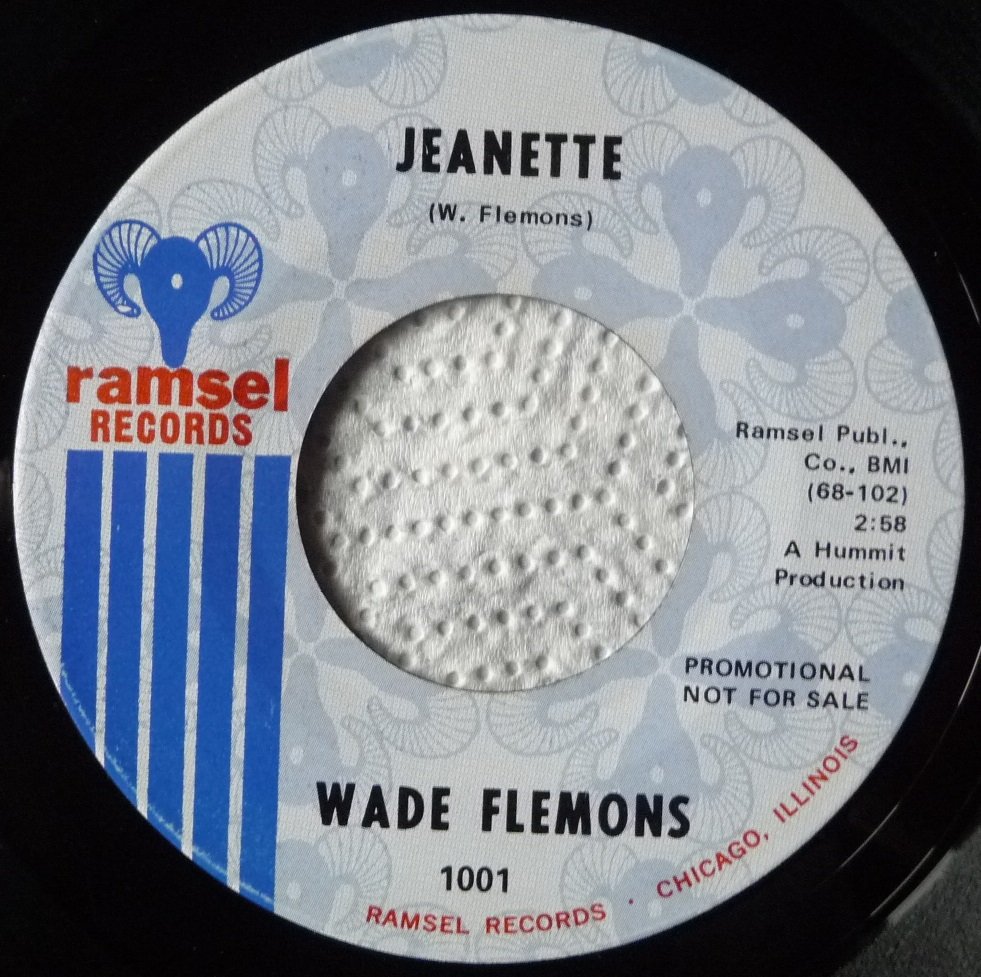 JEANETTE
(W. Flemons)
ramsel
RECORDS
Ramsel Publ.,
Co., BMI
(68-102)
2:58
A Hummit
Production
PROMOTIONAL
NOT FOR SALE
WADE FLEMONS
1001
RAMSEL RECORDS · CHICAGO, ILLINOIS